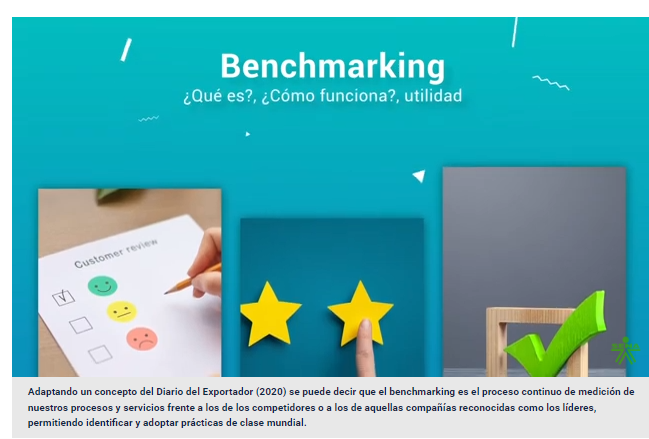 Benchmarking
¿Qué es?, ¿Cómo funciona?, utilidad
Customer review
Adaptando un concepto del Diario del Exportador (2020) se puede decir que el benchmarking es el proceso continuo de medición de
nuestros procesos y servicios frente a los de los competidores o a los de aquellas compañías reconocidas como los líderes,
permitiendo identificar y adoptar prácticas de clase mundial.